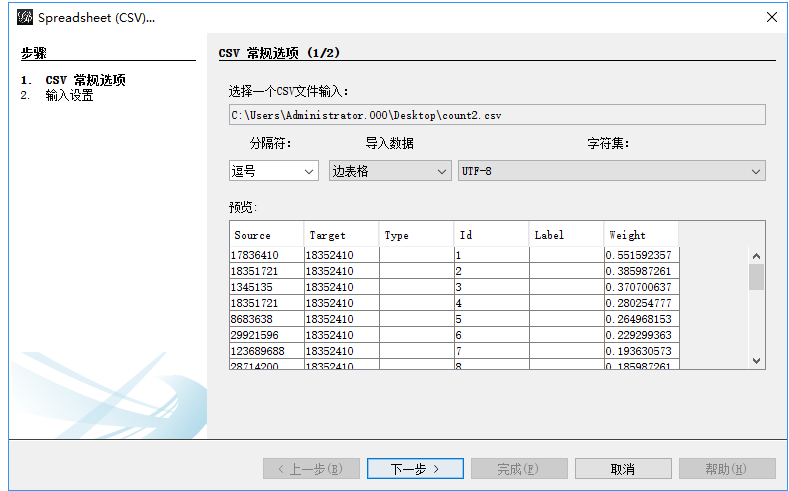 Spreadsheet (CSV)...
步骤
1. CSV 常规选项
2. 输入设置
CSV 常规选项 (1/2)
选择一个CSV文件输入:
C:\Users\Administrator.000\Desktop\count2.csv
分隔符: 导入数据 字符集:
逗号 边表格 UTF-8
预览:
Source Target Type Id Label Weight
17836410 18352410 1 0.551592357
18351721 18352410 2 0.385987261
1345135 18352410 3 0.370700637
18351721 18352410 4 0.280254777
8683638 18352410 5 0.264968153
29921596 18352410 6 0.229299363
123689688 18352410 7 0.193630573
28714200 18352410 8 0.185987261
< 上一步(B) 下一步 > 完成(F) 取消 帮助(H)